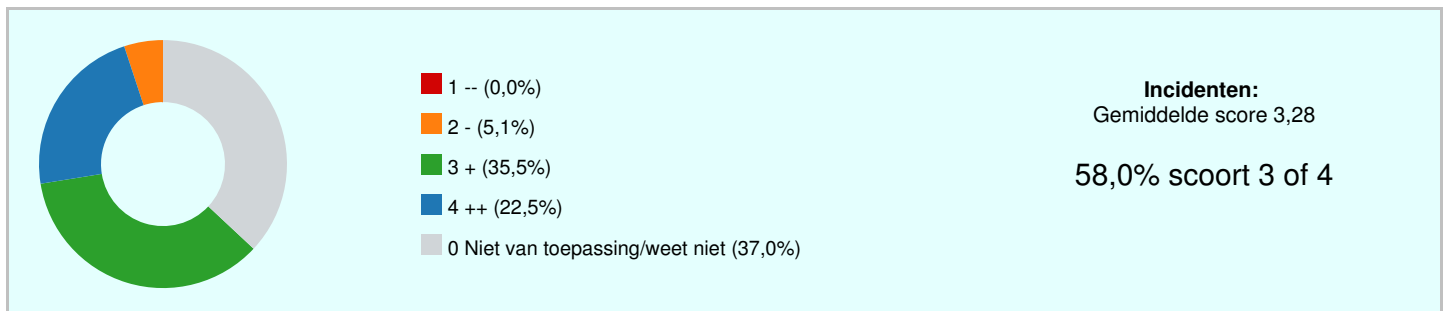 1 -- (0,0%)
2 - (5,1%)
3 + (35,5%)
4 ++ (22,5%)
0 Niet van toepassing/weet niet (37,0%)
Incidenten:
Gemiddelde score 3,28
58,0% scoort 3 of 4